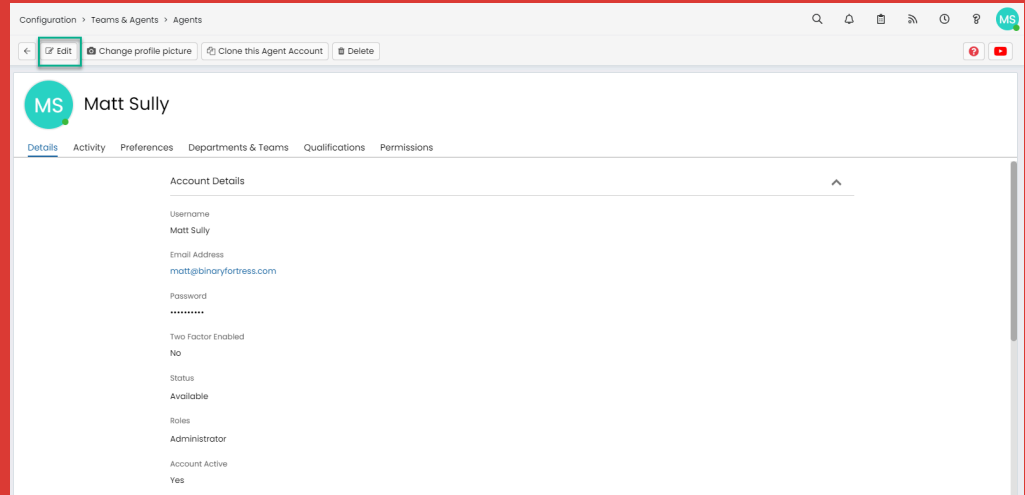 Configuration > Teams & Agents > Agents
MS
← Edit Change profile picture Clone this Agent Account Delete
MS Matt Sully
Details Activity Preferences Departments & Teams Qualifications Permissions
Account Details
Username
Matt Sully
Email Address
matt@binaryfortress.com
Password
••••••••••
Two Factor Enabled
No
Status
Available
Roles
Administrator
Account Active
Yes